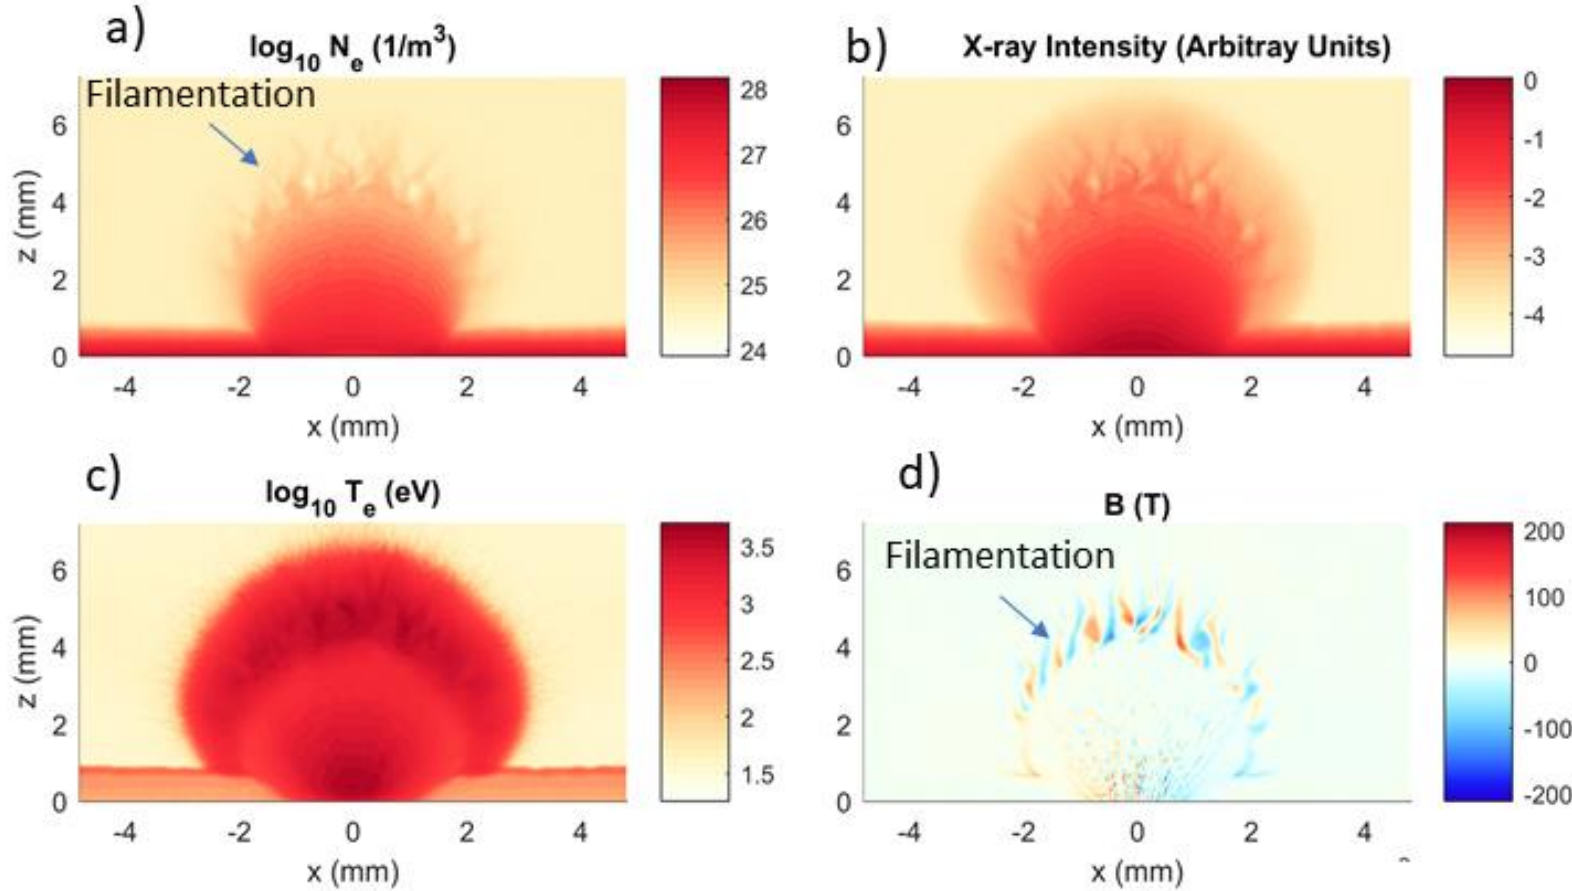 a)
log10 Ne (1/m3)
Filamentation
z (mm)
6
4
2
0
-4 -2 0 2 4
x (mm)
28
27
26
25
24
b)
X-ray Intensity (Arbitray Units)
6
4
2
0
-4 -2 0 2 4
x (mm)
0
-1
-2
-3
-4
c)
log10 Te (eV)
z (mm)
6
4
2
0
-4 -2 0 2 4
x (mm)
3.5
3
2.5
2
1.5
d)
B (T)
Filamentation
6
4
2
0
-4 -2 0 2 4
x (mm)
200
100
0
-100
-200